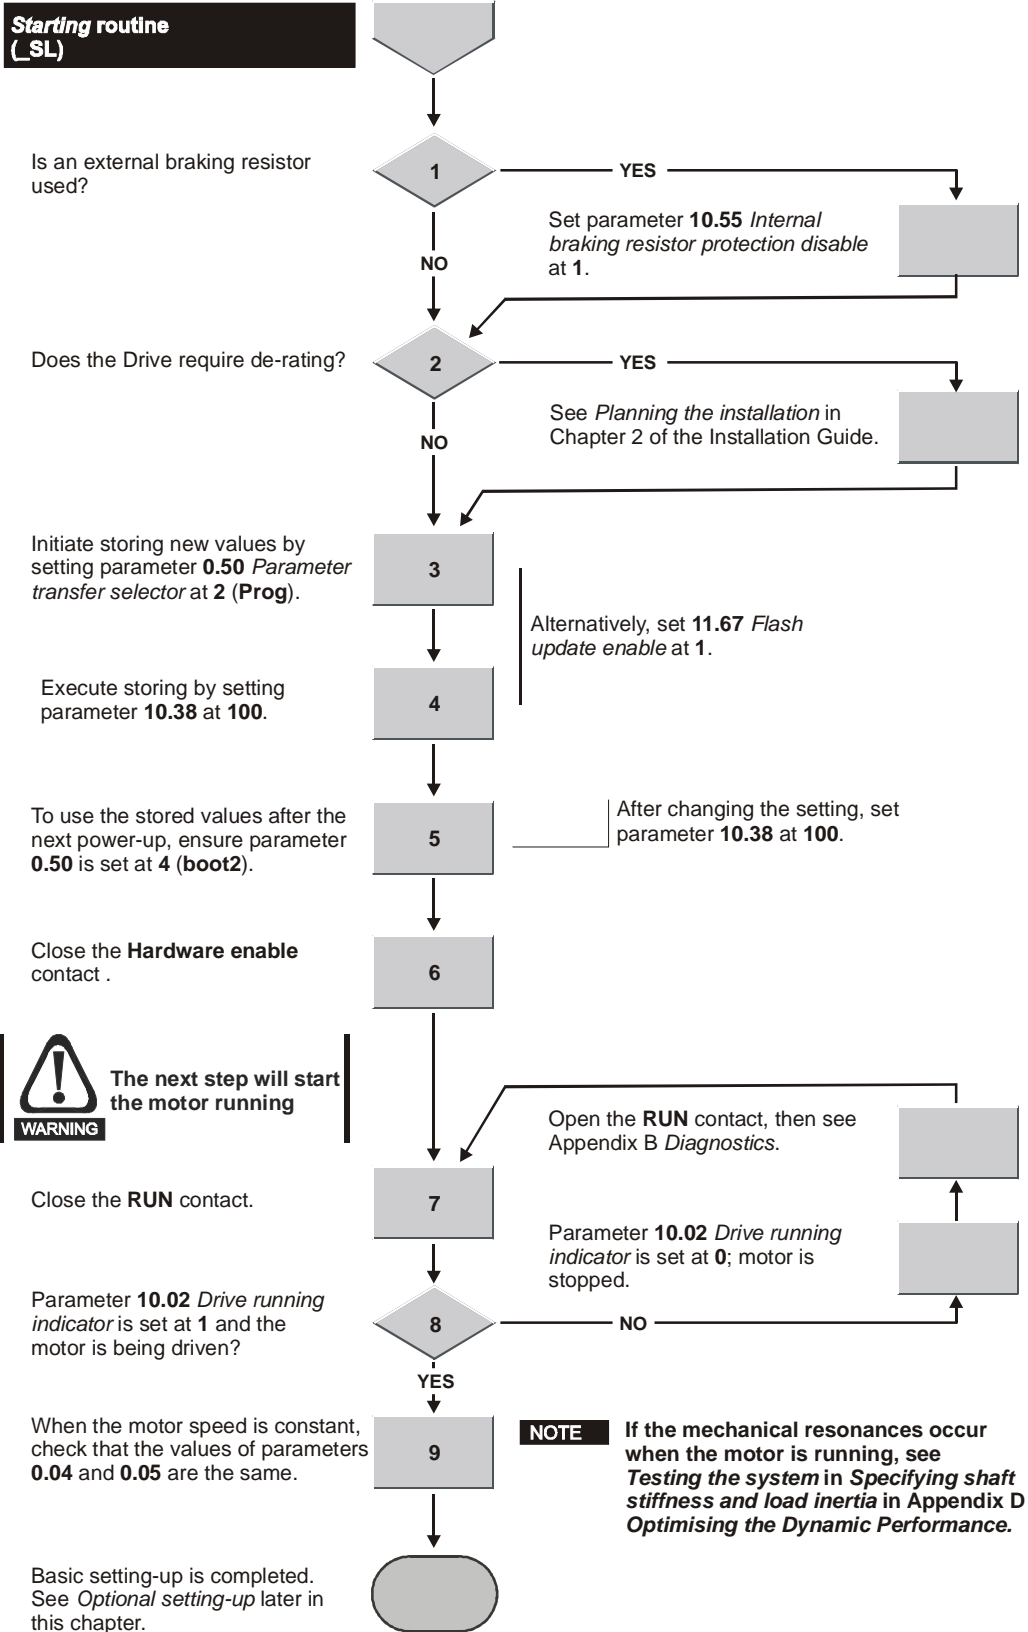 Starting routine
(_SL)
Is an external braking resistor
used?
1
YES
Set parameter 10.55 Internal
braking resistor protection disable
at 1.
NO
Does the Drive require de-rating?
2
YES
See Planning the installation in
Chapter 2 of the Installation Guide.
NO
Initiate storing new values by
setting parameter 0.50 Parameter
transfer selector at 2 (Prog).
3
Alternatively, set 11.67 Flash
update enable at 1.
Execute storing by setting
parameter 10.38 at 100.
4
To use the stored values after the
next power-up, ensure parameter
0.50 is set at 4 (boot2).
5
After changing the setting, set
parameter 10.38 at 100.
Close the Hardware enable
contact .
6
WARNING
The next step will start
the motor running
Open the RUN contact, then see
Appendix B Diagnostics.
Close the RUN contact.
7
Parameter 10.02 Drive running
indicator is set at 0; motor is
stopped.
Parameter 10.02 Drive running
indicator is set at 1 and the
motor is being driven?
8
NO
YES
When the motor speed is constant,
check that the values of parameters
0.04 and 0.05 are the same.
9
NOTE
If the mechanical resonances occur
when the motor is running, see
Testing the system in Specifying shaft
stiffness and load inertia in Appendix D
Optimising the Dynamic Performance.
Basic setting-up is completed.
See Optional setting-up later in
this chapter.